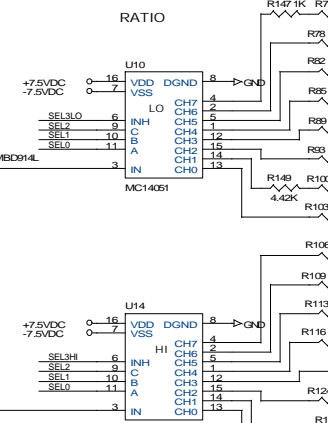 R1471K R7
RATIO
R78
U10
R82
+7.5VDC 16 VDD DGND 8 GND
-7.5VDC 7 VSS
R85
LO CH7 4
CH6 2
SEL3LO 6 INH CH5 5
SEL2 9 C CH4 1
R89
SEL1 10 B CH3 12
SEL0 11 A CH2 15
R93
MBD914L CH1 14
3 IN CH0 13
R149 R100
MC14051
4.42K
R103
R106
R109
U14
R113
+7.5VDC 16 VDD DGND 8 GND
-7.5VDC 7 VSS
R116
HI CH7 4
CH6 2
SEL3HI 6 INH CH5 5
SEL2 9 C CH4 1
SEL1 10 B CH3 12
SEL0 11 A CH2 15
R124
CH1 14
3 IN CH0 13
R1